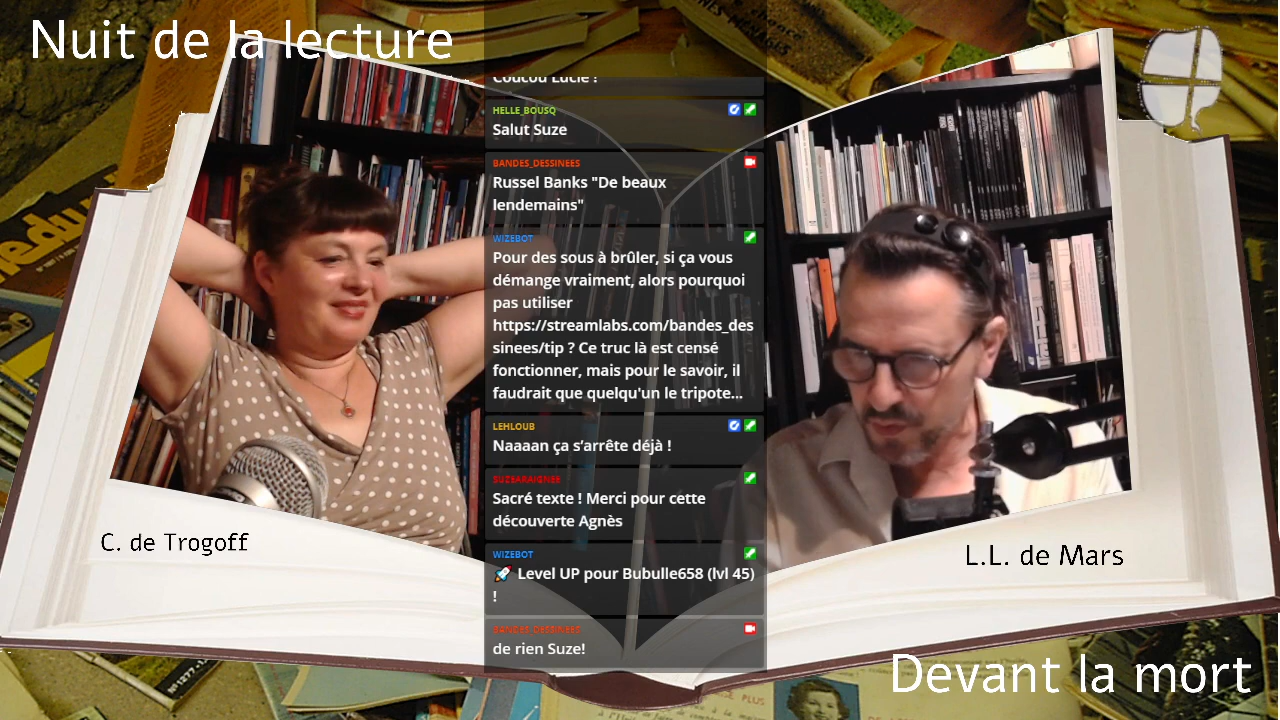 Nuit de la lecture
Coucou Lucie !
HELLE_BOUSQ
Salut Suze
BANDES_DESSINEES
Russel Banks "De beaux
lendemains"
WIZEBOT
Pour des sous à brûler, si ça vous
démange vraiment, alors pourquoi
pas utiliser
https://streamlabs.com/bandes_des
sinees/tip ? Ce truc là est censé
fonctionner, mais pour le savoir, il
faudrait que quelqu'un le tripote...
LEHLOUB
Naaaan ça s'arrête déjà !
SUZEARAIGNEE
Sacré texte ! Merci pour cette
découverte Agnès
WIZEBOT
🚀 Level UP pour Bubulle658 (lvl 45)
!
BANDES_DESSINEES
de rien Suze!
C. de Trogoff
L.L. de Mars
Devant la mort